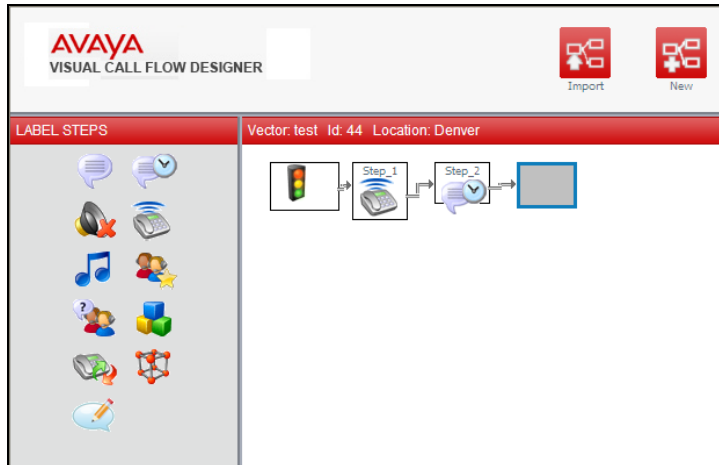 AVAYA
VISUAL CALL FLOW DESIGNER
Import
New
LABEL STEPS
Vector: test Id: 44 Location: Denver
Step_1
Step_2
?